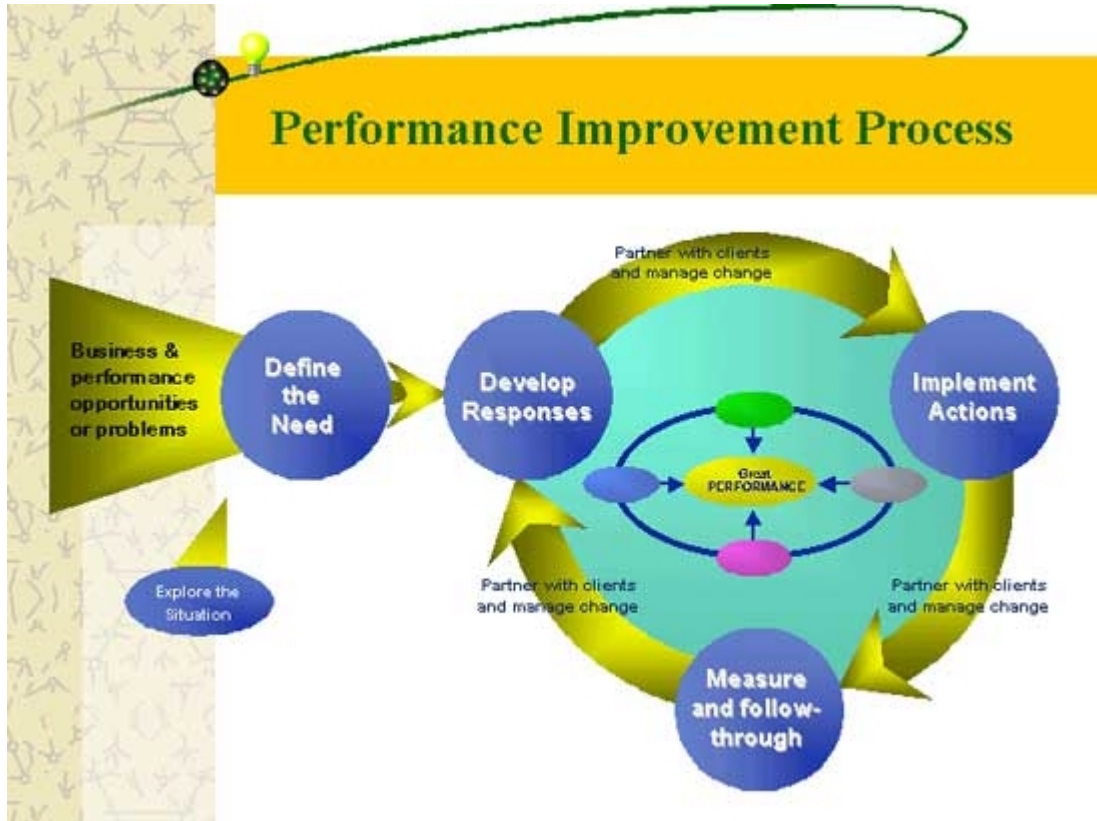 Performance Improvement Process
Partner with clients
and manage change
Business &
performance
opportunities
or problems
Define
the
Need
Develop
Responses
Implement
Actions
Great
PERFORMANCE
Explore the
Situation
Partner with clients
and manage change
Partner with clients
and manage change
Measure
and follow-
through